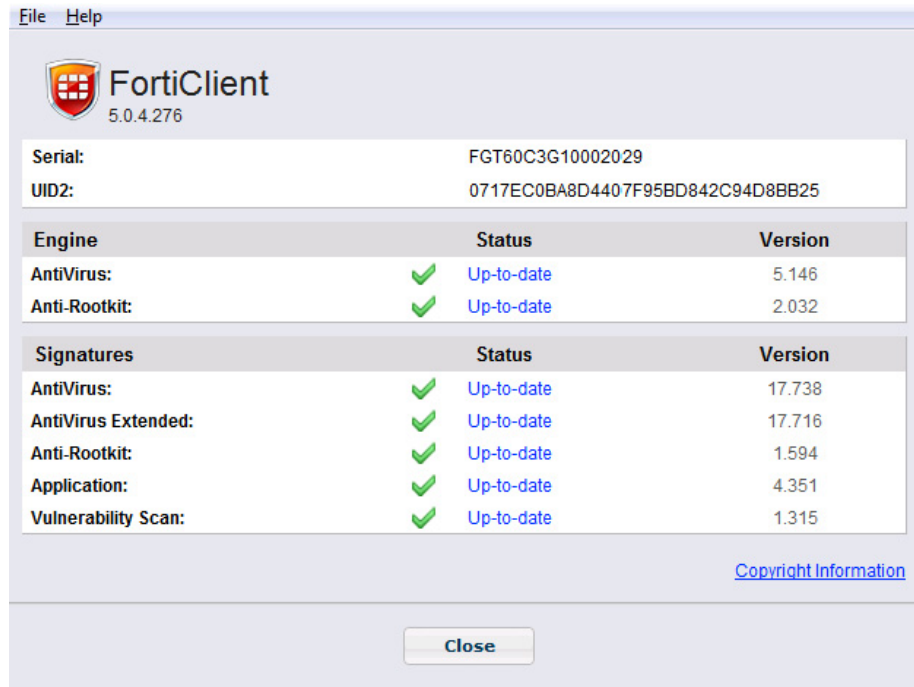 File Help
FortiClient
5.0.4.276
Serial: FGT60C3G10002029
UID2: 0717EC0BA8D4407F95BD842C94D8BB25
Engine Status Version
AntiVirus: Up-to-date 5.146
Anti-Rootkit: Up-to-date 2.032
Signatures Status Version
AntiVirus: Up-to-date 17.738
AntiVirus Extended: Up-to-date 17.716
Anti-Rootkit: Up-to-date 1.594
Application: Up-to-date 4.351
Vulnerability Scan: Up-to-date 1.315
Copyright Information
Close